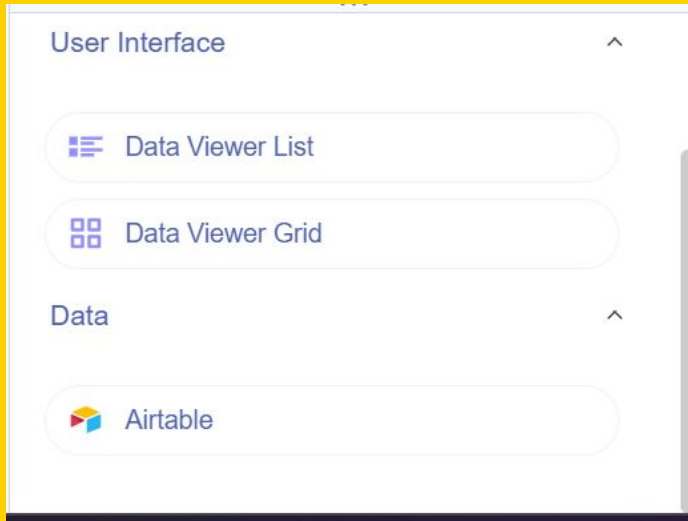 User Interface
Data Viewer List
Data Viewer Grid
Data
Airtable